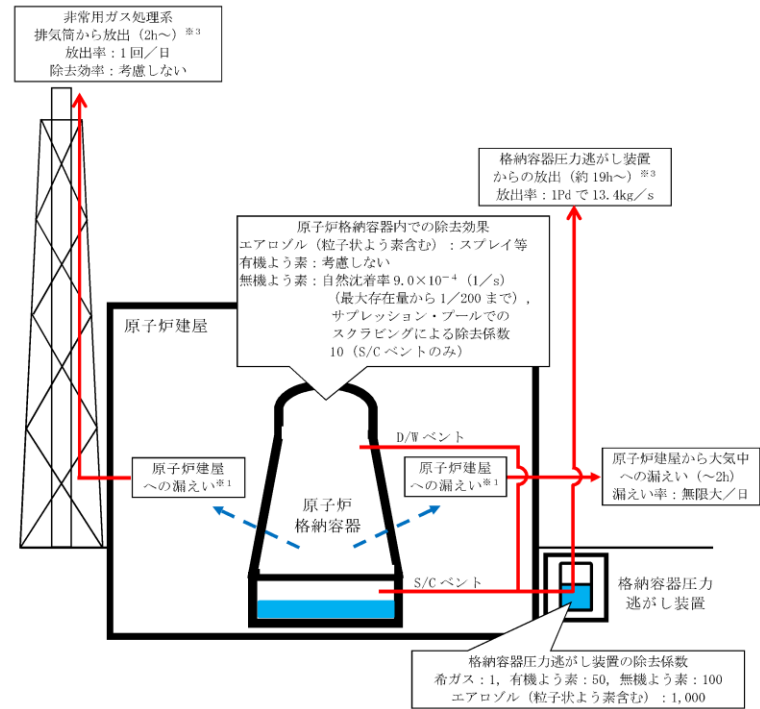 非常用ガス処理系
排気筒から放出（2h～）※3
放出率：1回／日
除去効率：考慮しない
格納容器圧力逃がし装置
からの放出（約19h～）※3
放出率：1Pdで13.4kg／s
原子炉格納容器内での除去効果
エアロゾル（粒子状よう素含む）：スプレイ等
有機よう素：考慮しない
無機よう素：自然沈着率9.0×10－4（1／s）
（最大存在量から1／200まで），
サプレッション・プールでの
スクラビングによる除去係数
10（S/Cベントのみ）
原子炉建屋
D/Wベント
原子炉建屋
への漏えい※1
原子炉建屋
への漏えい※1
原子炉建屋から大気中
への漏えい（～2h）
漏えい率：無限大／日
原子炉
格納容器
S/Cベント
格納容器圧力
逃がし装置
格納容器圧力逃がし装置の除去係数
希ガス：1，有機よう素：50，無機よう素：100
エアロゾル（粒子状よう素含む）：1,000